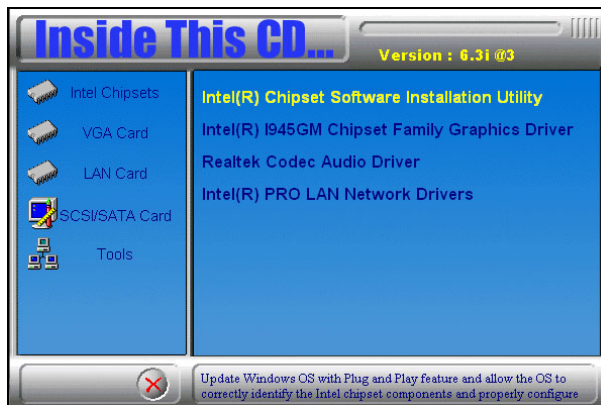 Inside This CD...
Version : 6.3i @3
Intel Chipsets
VGA Card
LAN Card
SCSI/SATA Card
Tools
Intel(R) Chipset Software Installation Utility
Intel(R) I945GM Chipset Family Graphics Driver
Realtek Codec Audio Driver
Intel(R) PRO LAN Network Drivers
Update Windows OS with Plug and Play feature and allow the OS to
correctly identify the Intel chipset components and properly configure